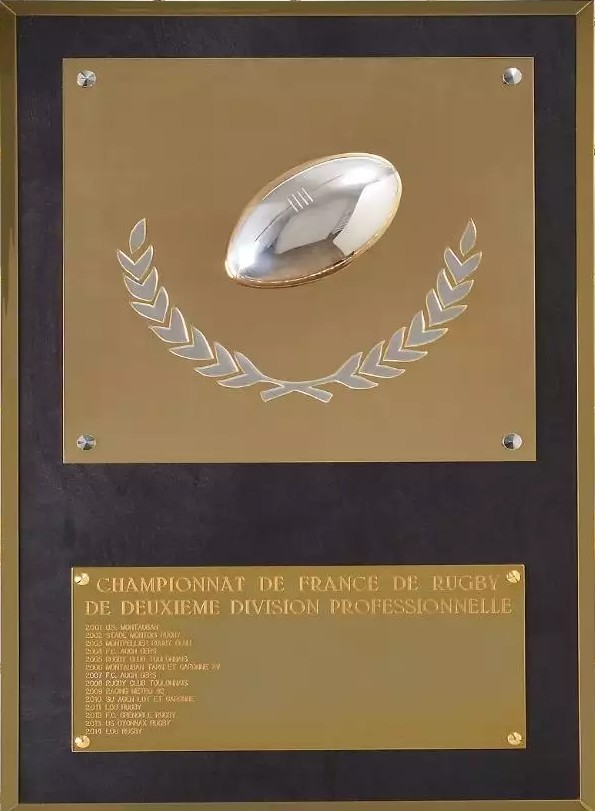 CHAMPIONNAT DE FRANCE DE RUGBY
DE DEUXIEME DIVISION PROFESSIONNELLE
2001 U.S. MONTAUBAN
2002 STADE MONTOIS RUGBY
2003 MONTPELLIER RUGBY CLUB
2004 F.C. AUCH GERS
2005 RUGBY CLUB TOULONNAIS
2006 MONTAUBAN TARN ET GARONNE XV
2007 F.C. AUCH GERS
2008 RUGBY CLUB TOULONNAIS
2009 RACING METRO 92
2010 SU AGEN LOT ET GARONNE
2011 LOU RUGBY
2012 F.C. GRENOBLE RUGBY
2013 US OYONNAX RUGBY
2014 LOU RUGBY